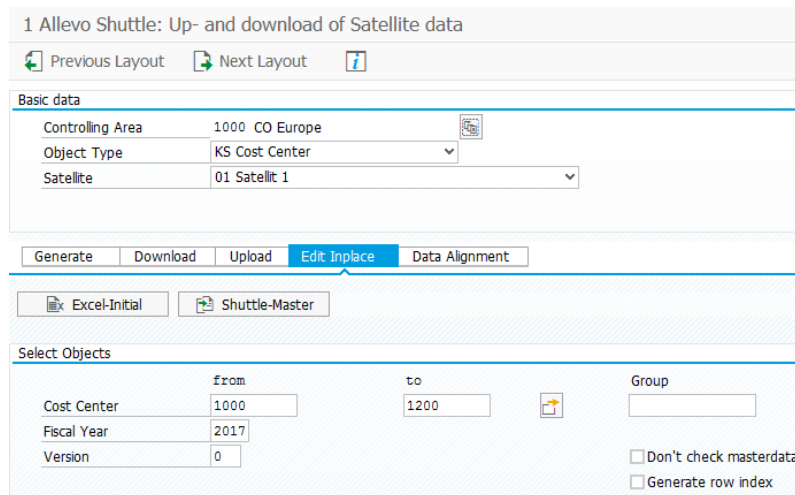 1 Allevo Shuttle: Up- and download of Satellite data
Previous Layout Next Layout i
Basic data
Controlling Area 1000 CO Europe
Object Type KS Cost Center
Satellite 01 Satellit 1
Generate Download Upload Edit Inplace Data Alignment
Excel-Initial Shuttle-Master
Select Objects
from to Group
Cost Center 1000 1200
Fiscal Year 2017
Version 0 Don't check masterdata
Generate row index